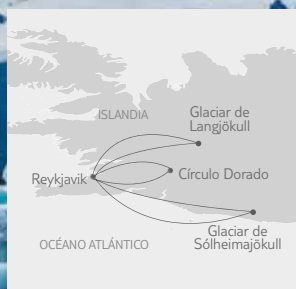 ISLANDIA
Glaciar de
Langjökull
Reykjavik
Círculo Dorado
OCÉANO ATLÁNTICO
Glaciar de
Sólheimajökull